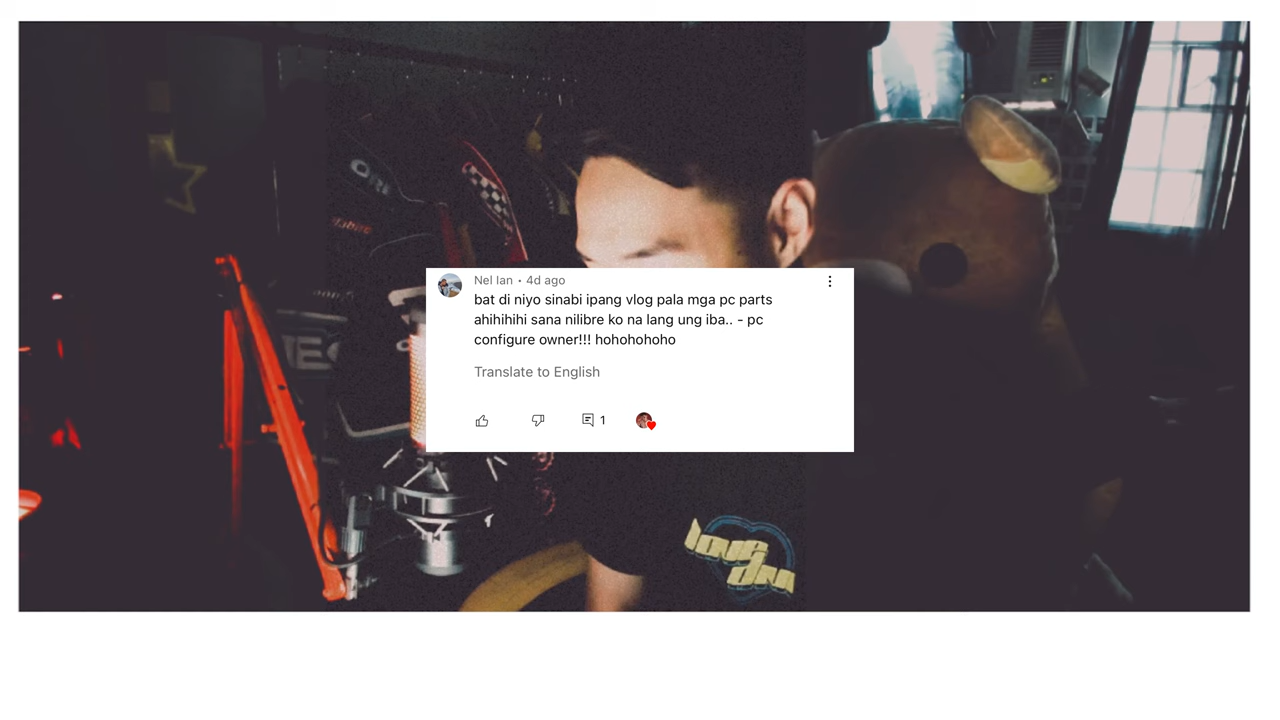 Nel Ian • 4d ago
bat di niyo sinabi ipang vlog pala mga pc parts
ahihihihi sana nilibre ko na lang ung iba.. - pc
configure owner!!! hohohohoho
Translate to English
1
love